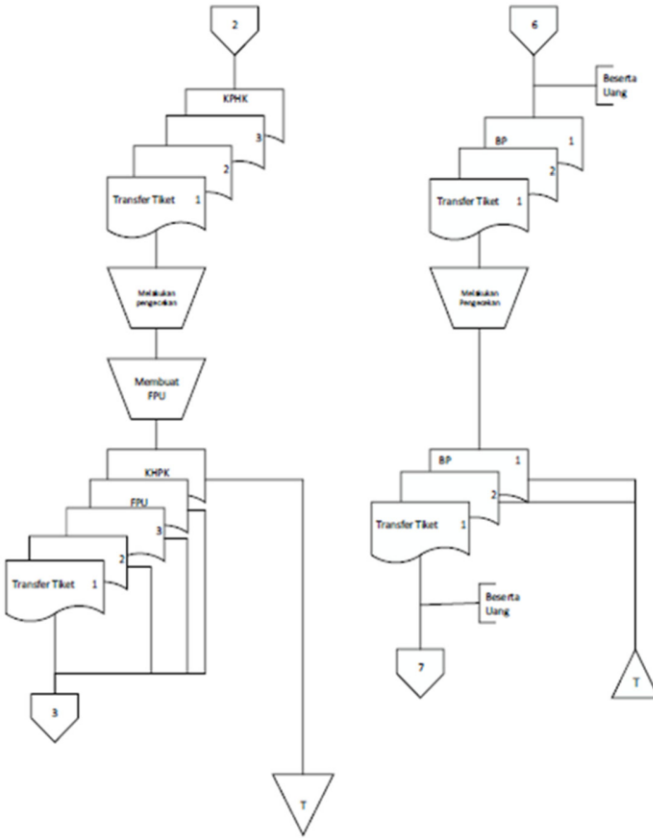 2
KPHK
3
2
Transfer Tiket 1
Melakukan
pengecekan
Membuat
FPU
KHPK
FPU
3
2
Transfer Tiket 1
3
T
6
Beserta
Uang
BP 1
2
Transfer Tiket 1
Melakukan
Pengecekan
BP 1
2
Transfer Tiket 1
Beserta
Uang
7
T